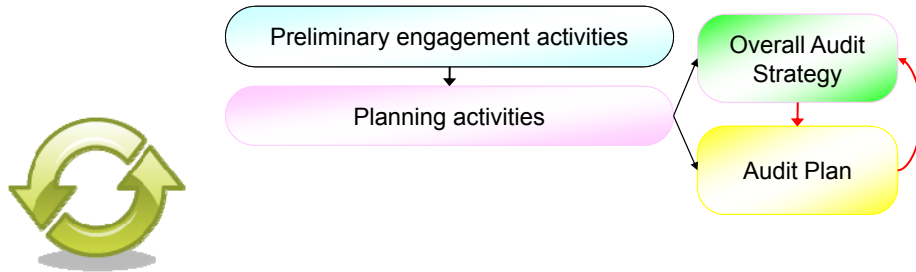 Preliminary engagement activities
Overall Audit
Strategy
Planning activities
Audit Plan